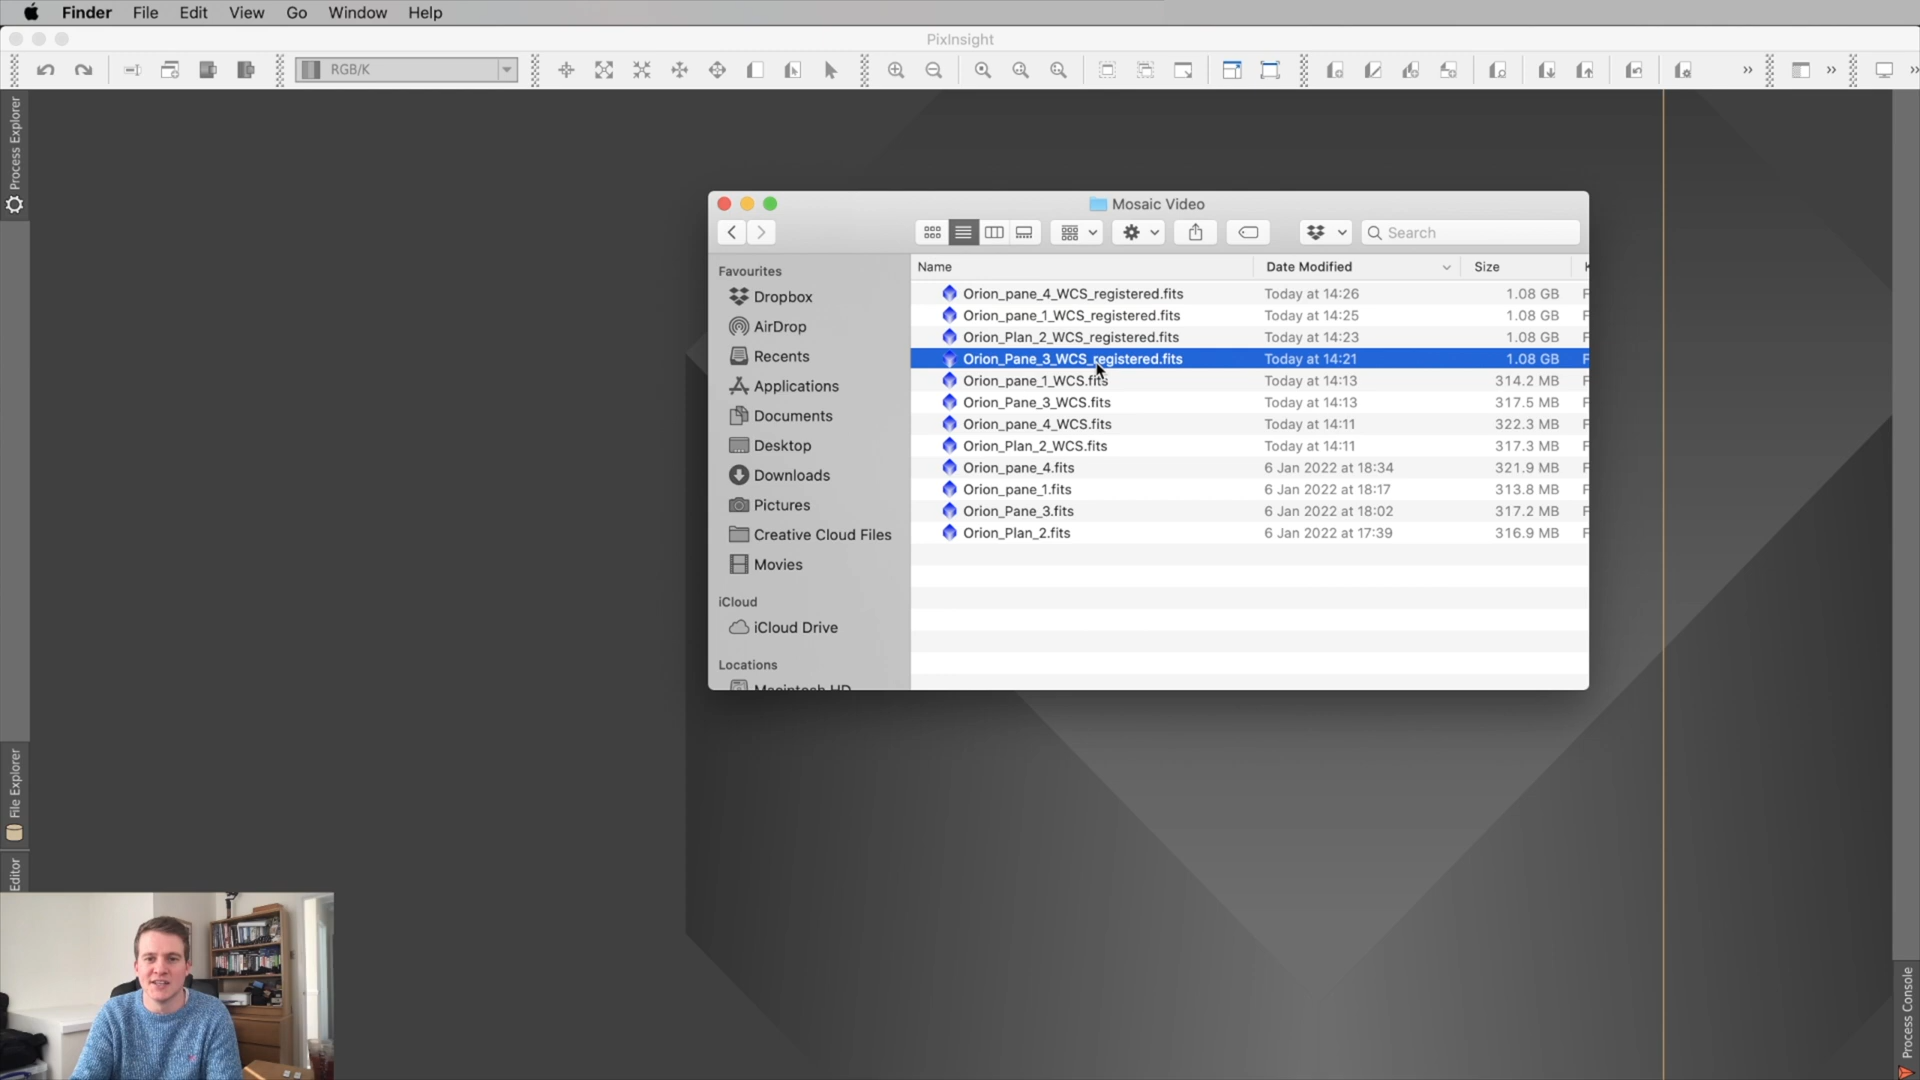 Finder File Edit View Go Window Help
PixInsight
RGB/K
Process Explorer
File Explorer
Editor
Process Console
Mosaic Video
Search
Favourites
Dropbox
AirDrop
Recents
Applications
Documents
Desktop
Downloads
Pictures
Creative Cloud Files
Movies
iCloud
iCloud Drive
Locations
Macintosh HD
Name Date Modified Size
Orion_pane_4_WCS_registered.fits Today at 14:26 1.08 GB F
Orion_pane_1_WCS_registered.fits Today at 14:25 1.08 GB F
Orion_Plan_2_WCS_registered.fits Today at 14:23 1.08 GB F
Orion_Pane_3_WCS_registered.fits Today at 14:21 1.08 GB F
Orion_pane_1_WCS.fits Today at 14:13 314.2 MB F
Orion_Pane_3_WCS.fits Today at 14:13 317.5 MB F
Orion_pane_4_WCS.fits Today at 14:11 322.3 MB F
Orion_Plan_2_WCS.fits Today at 14:11 317.3 MB F
Orion_pane_4.fits 6 Jan 2022 at 18:34 321.9 MB F
Orion_pane_1.fits 6 Jan 2022 at 18:17 313.8 MB F
Orion_Pane_3.fits 6 Jan 2022 at 18:02 317.2 MB F
Orion_Plan_2.fits 6 Jan 2022 at 17:39 316.9 MB F